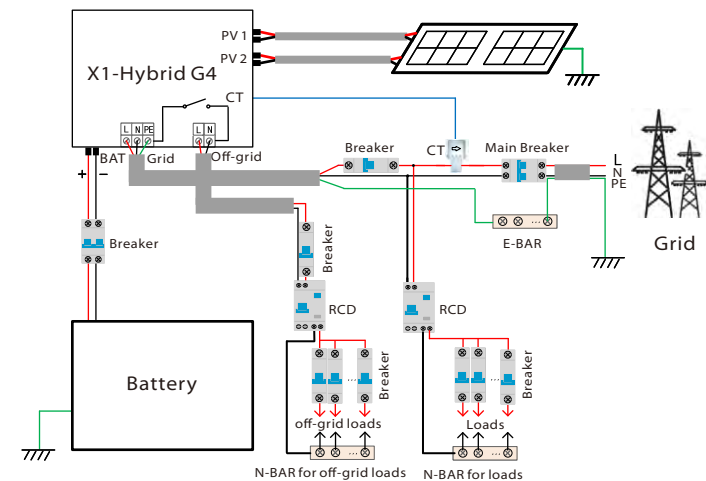 PV 1
PV 2
X1-Hybrid G4
CT
L N PE
L N
BAT
Grid
Off-grid
+
−
Breaker
CT
Main Breaker
L
N
PE
E-BAR
Grid
Breaker
Breaker
RCD
RCD
Battery
Breaker
Breaker
off-grid loads
Loads
N-BAR for off-grid loads
N-BAR for loads